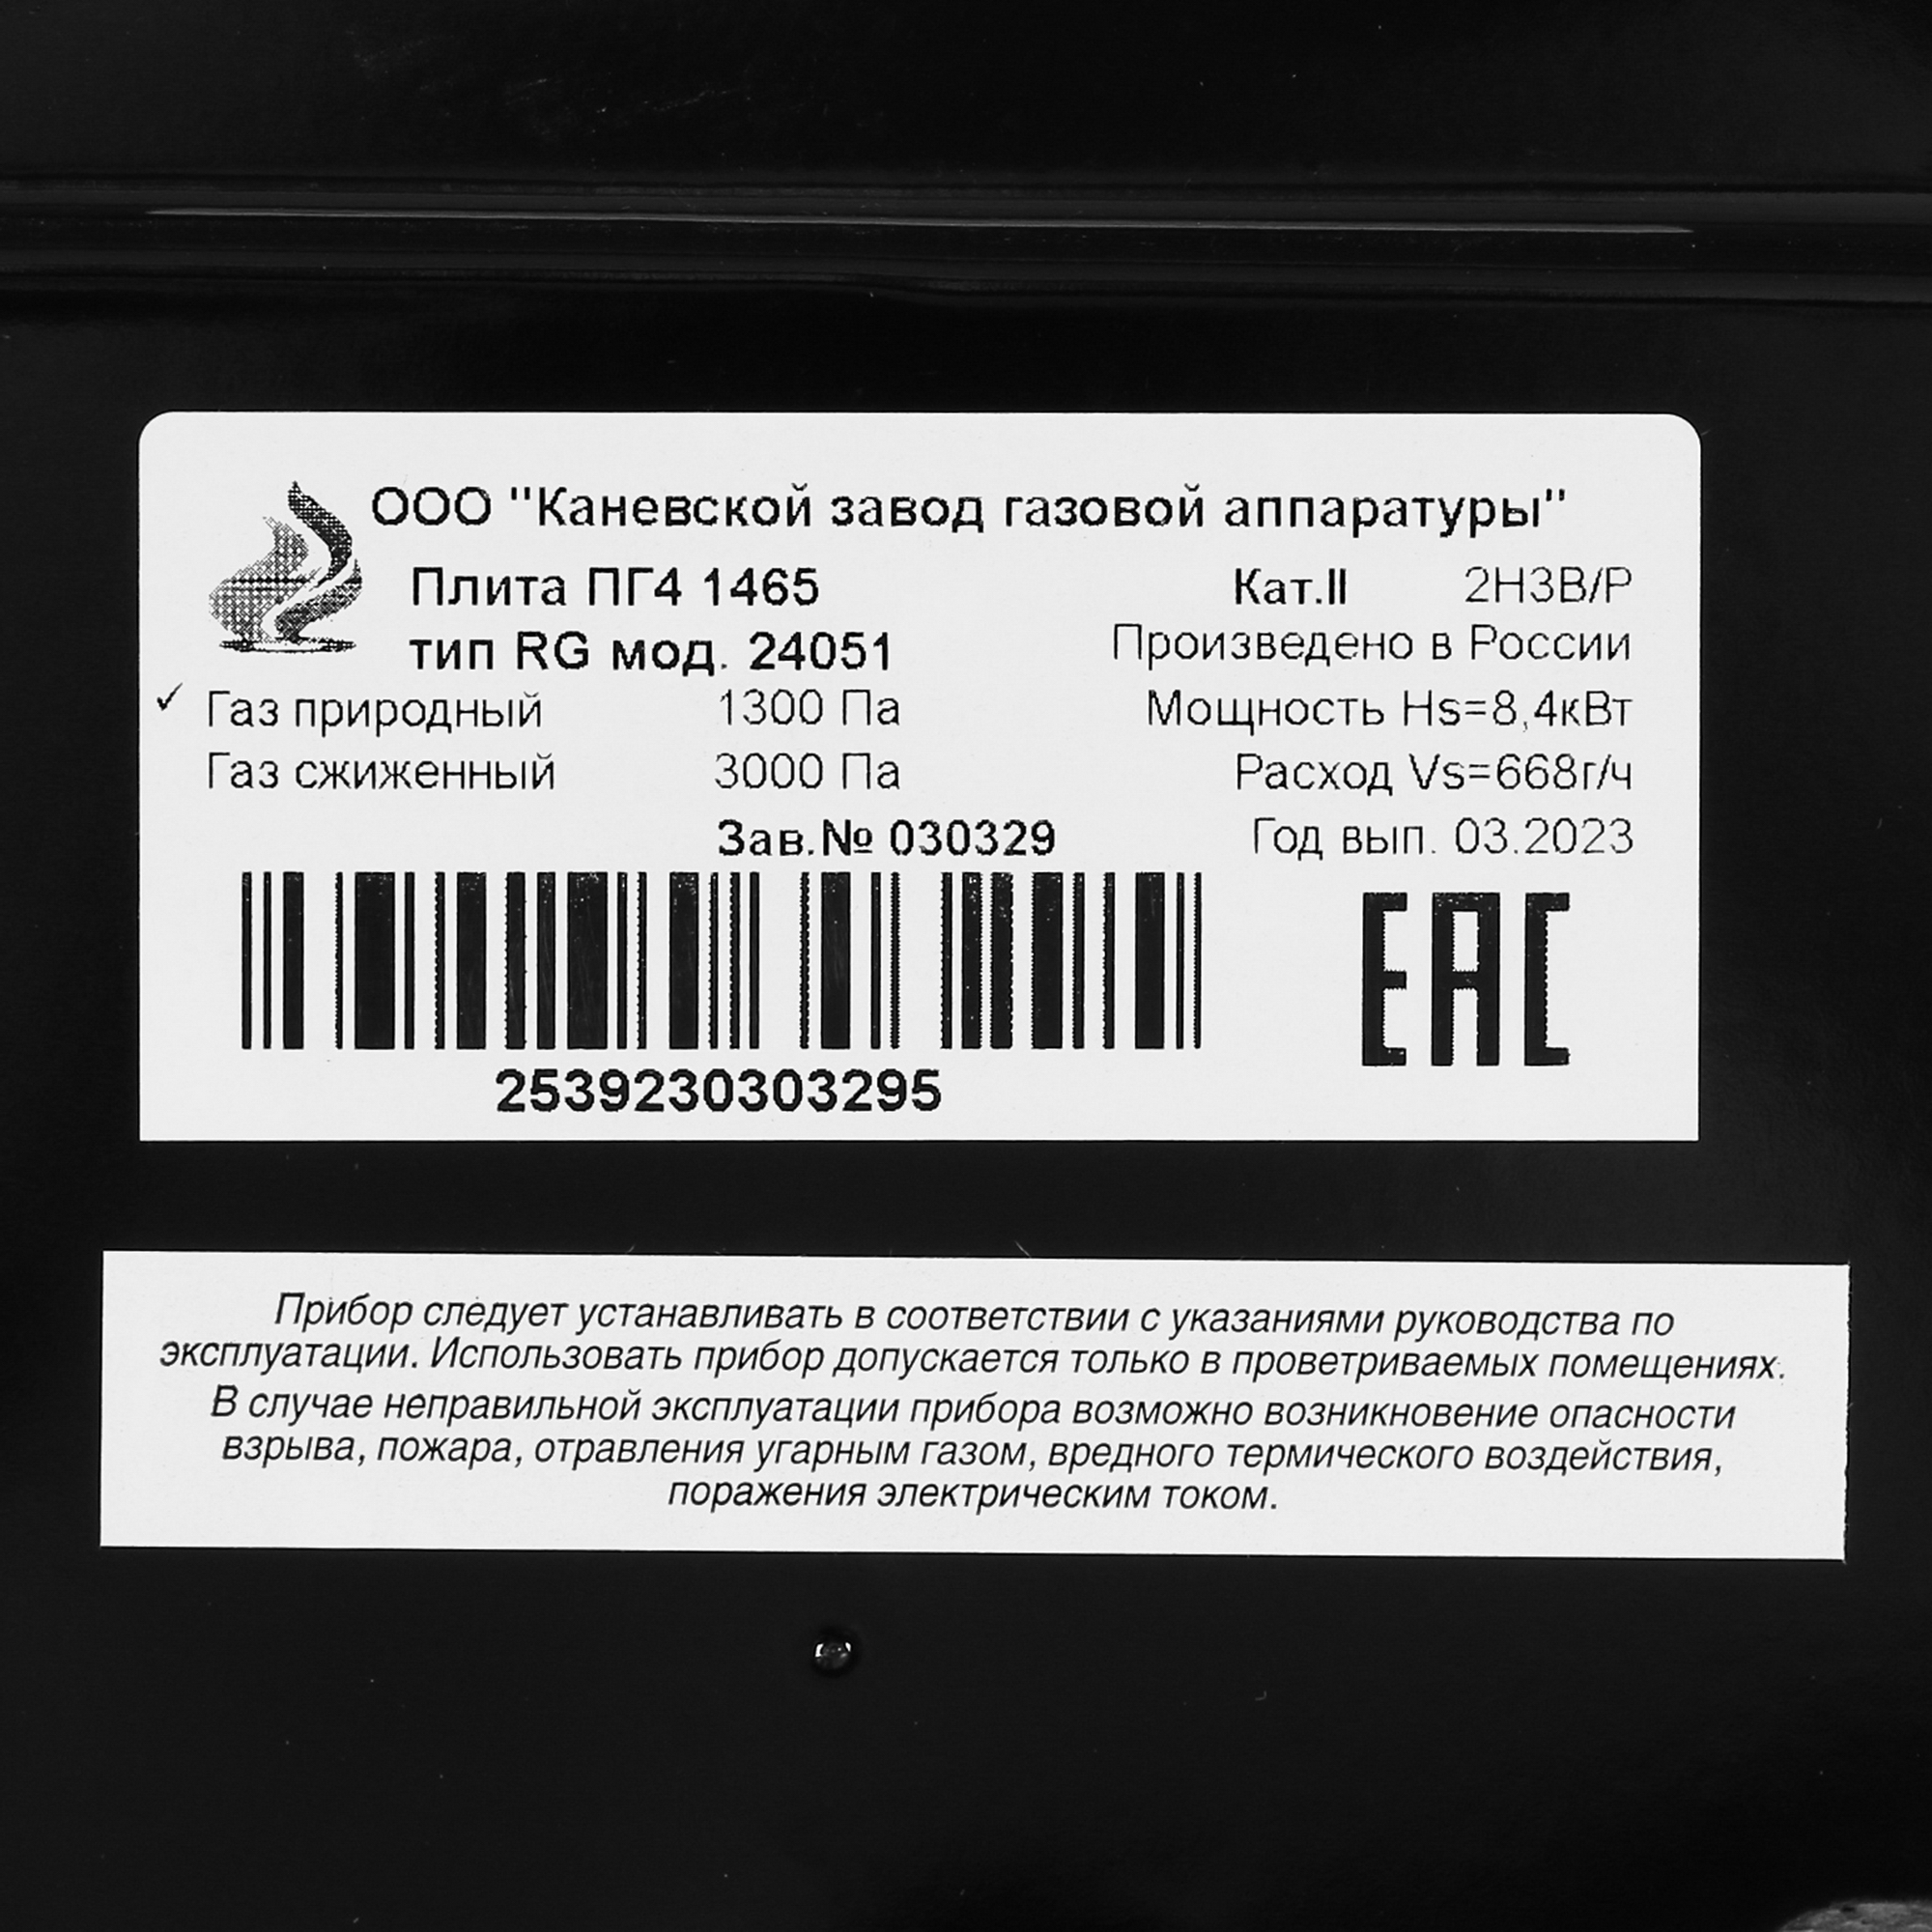 ООО "Каневской завод газовой аппаратуры"
Плита ПГ4 1465 Кат.II 2Н3В/Р
тип RG мод. 24051 Произведено в России
✓ Газ природный 1300 Па Мощность Hs=8,4кВт
Газ сжиженный 3000 Па Расход Vs=668г/ч
Зав.№ 030329 Год вып. 03.2023
EAC
2539230303295
Прибор следует устанавливать в соответствии с указаниями руководства по
эксплуатации. Использовать прибор допускается только в проветриваемых помещениях.
В случае неправильной эксплуатации прибора возможно возникновение опасности
взрыва, пожара, отравления угарным газом, вредного термического воздействия,
поражения электрическим током.